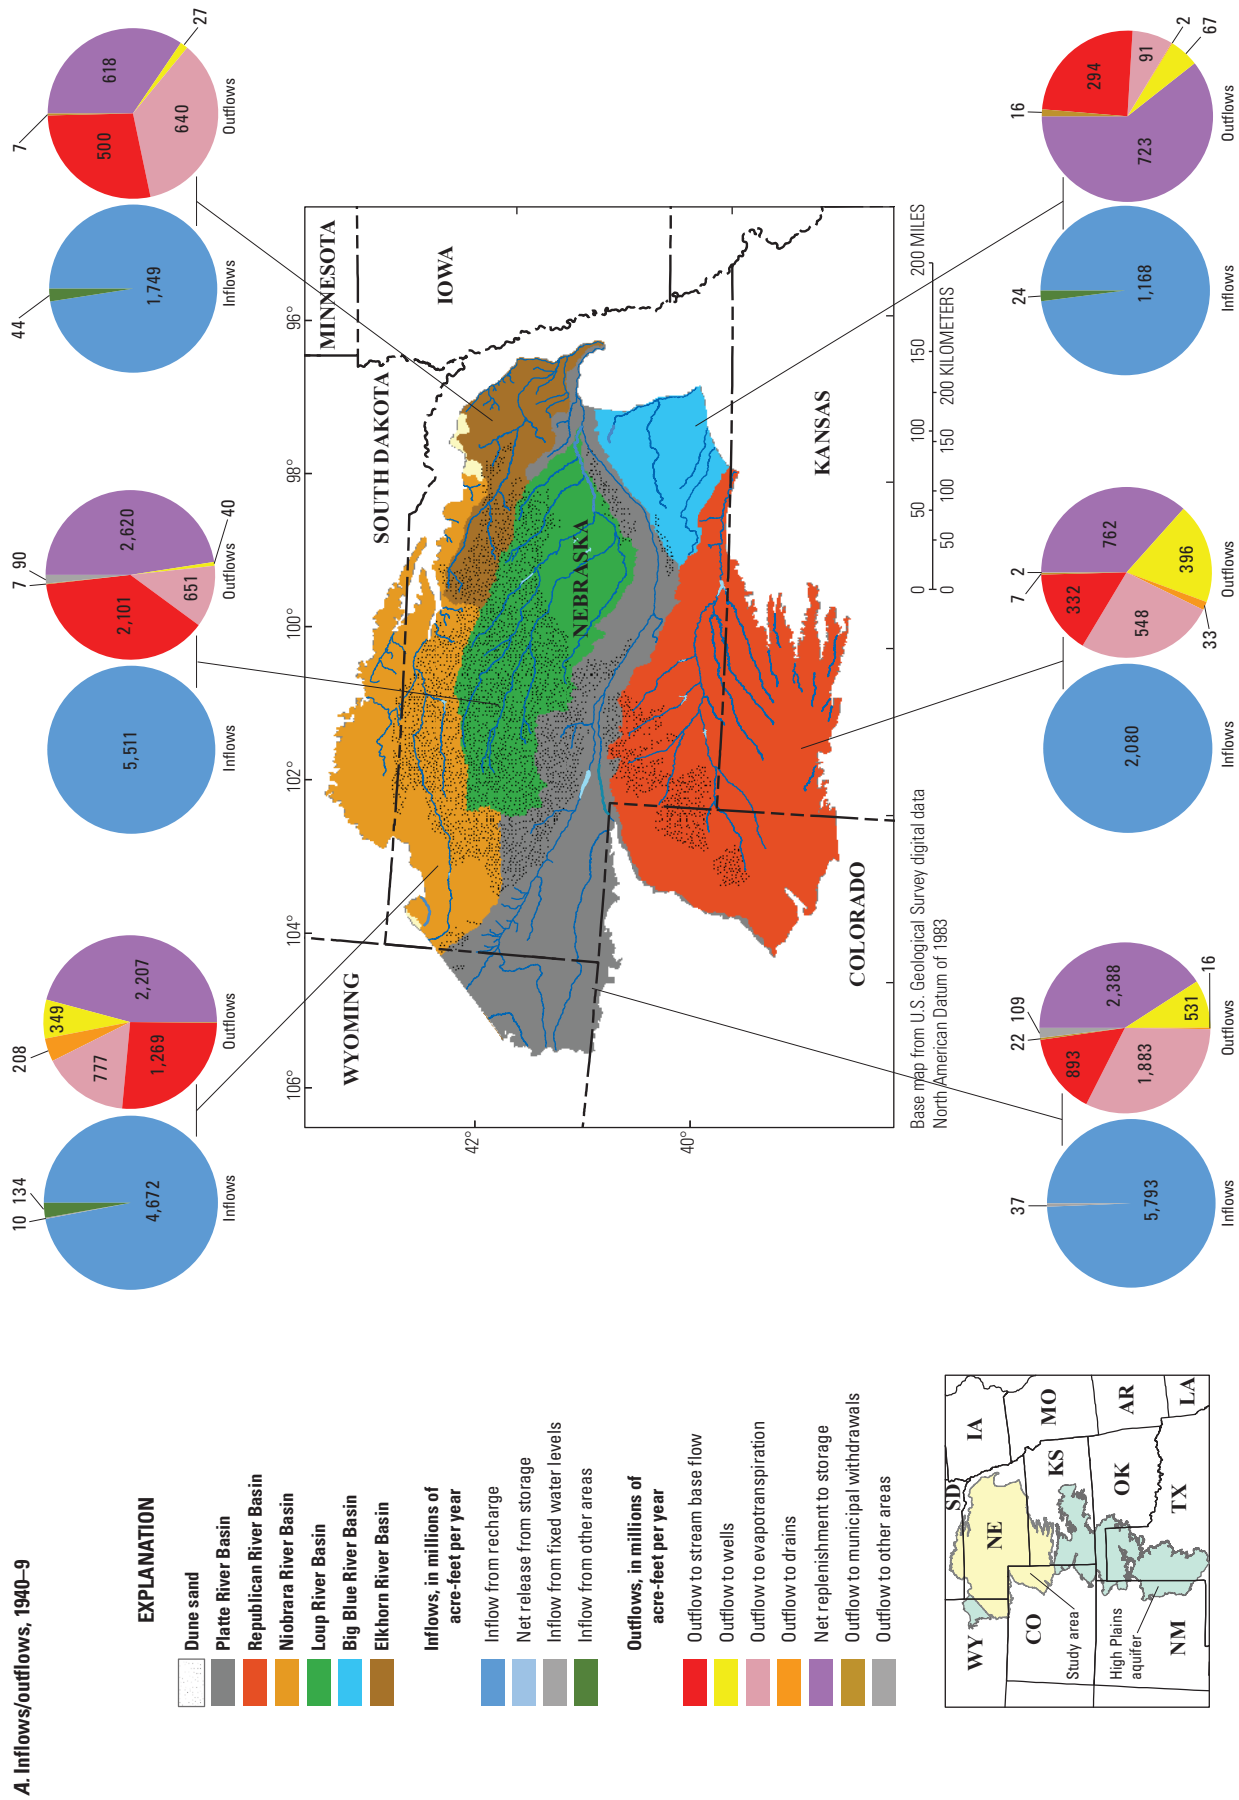 A. Inflows/outflows, 1940–9
EXPLANATION
Dune sand
Platte River Basin
Republican River Basin
Niobrara River Basin
Loup River Basin
Big Blue River Basin
Elkhorn River Basin
Inflows, in millions of
acre-feet per year
Inflow from recharge
Net release from storage
Inflow from fixed water levels
Inflow from other areas
Outflows, in millions of
acre-feet per year
Outflow to stream base flow
Outflow to wells
Outflow to evapotranspiration
Outflow to drains
Net replenishment to storage
Outflow to municipal withdrawals
Outflow to other areas
10
134
4,672
Inflows
208
349
2,207
777
1,269
Outflows
5,511
Inflows
7
90
2,101
2,620
651
40
Outflows
44
1,749
Inflows
7
500
618
27
640
Outflows
106°
104°
102°
100°
98°
96°
42°
40°
WYOMING
SOUTH DAKOTA
MINNESOTA
IOWA
NEBRASKA
COLORADO
KANSAS
Base map from U.S. Geological Survey digital data
North American Datum of 1983
0
50
100
150
200 MILES
0
50
100
150
200 KILOMETERS
37
5,793
Inflows
22
109
893
2,388
1,883
531
16
Outflows
2,080
Inflows
7
2
332
762
548
396
33
Outflows
24
1,168
Inflows
16
294
91
2
67
723
Outflows
WY
SD
IA
NE
CO
KS
MO
OK
AR
NM
TX
LA
Study area
High Plains
aquifer